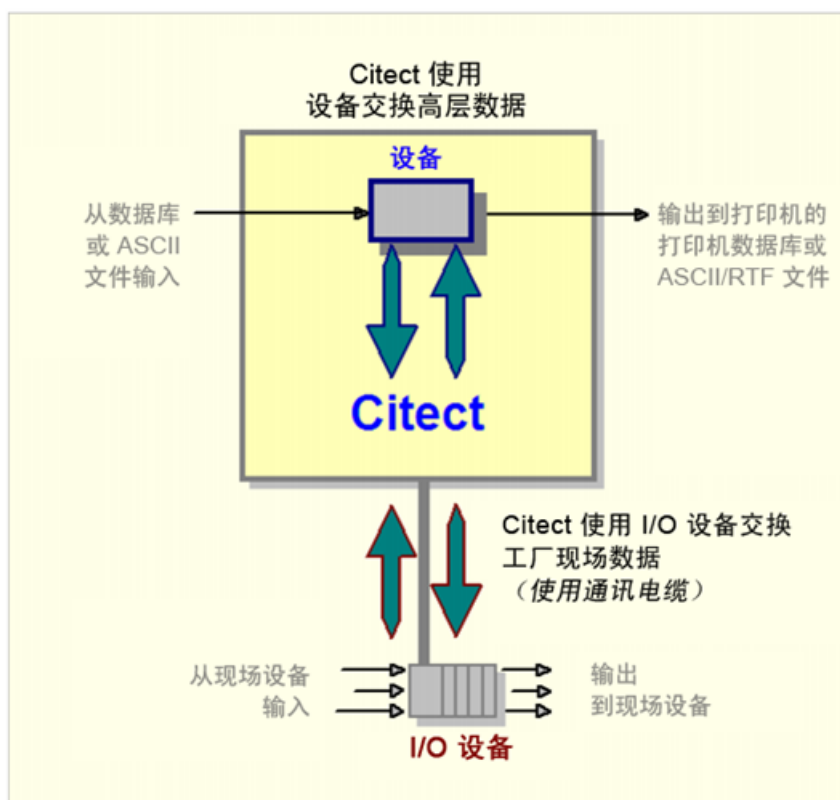 Citect 使用
设备交换高层数据
设备
从数据库
或 ASCII
文件输入
输出到打印机的
打印机数据库或
ASCII/RTF 文件
Citect
Citect 使用 I/O 设备交换
工厂现场数据
（使用通讯电缆）
从现场设备
输入
输出
到现场设备
I/O 设备